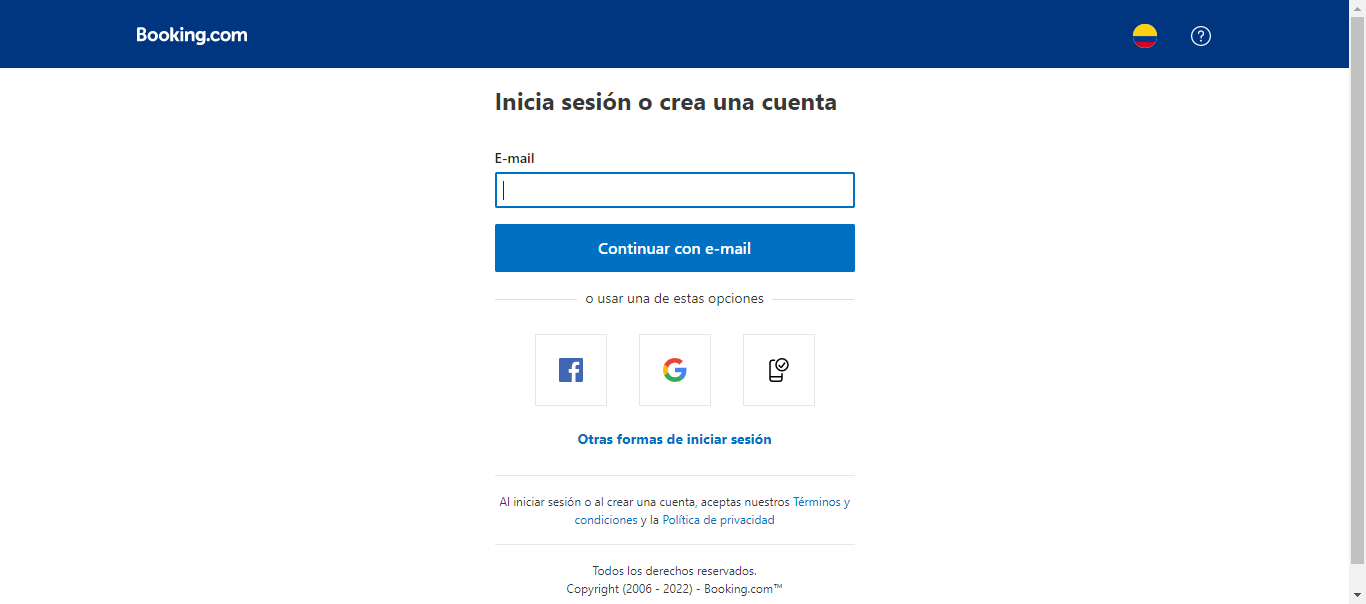 Booking.com
Inicia sesión o crea una cuenta
E-mail
Continuar con e-mail
o usar una de estas opciones
Otras formas de iniciar sesión
Al iniciar sesión o al crear una cuenta, aceptas nuestros Términos y
condiciones y la Política de privacidad
Todos los derechos reservados.
Copyright (2006 - 2022) - Booking.com™